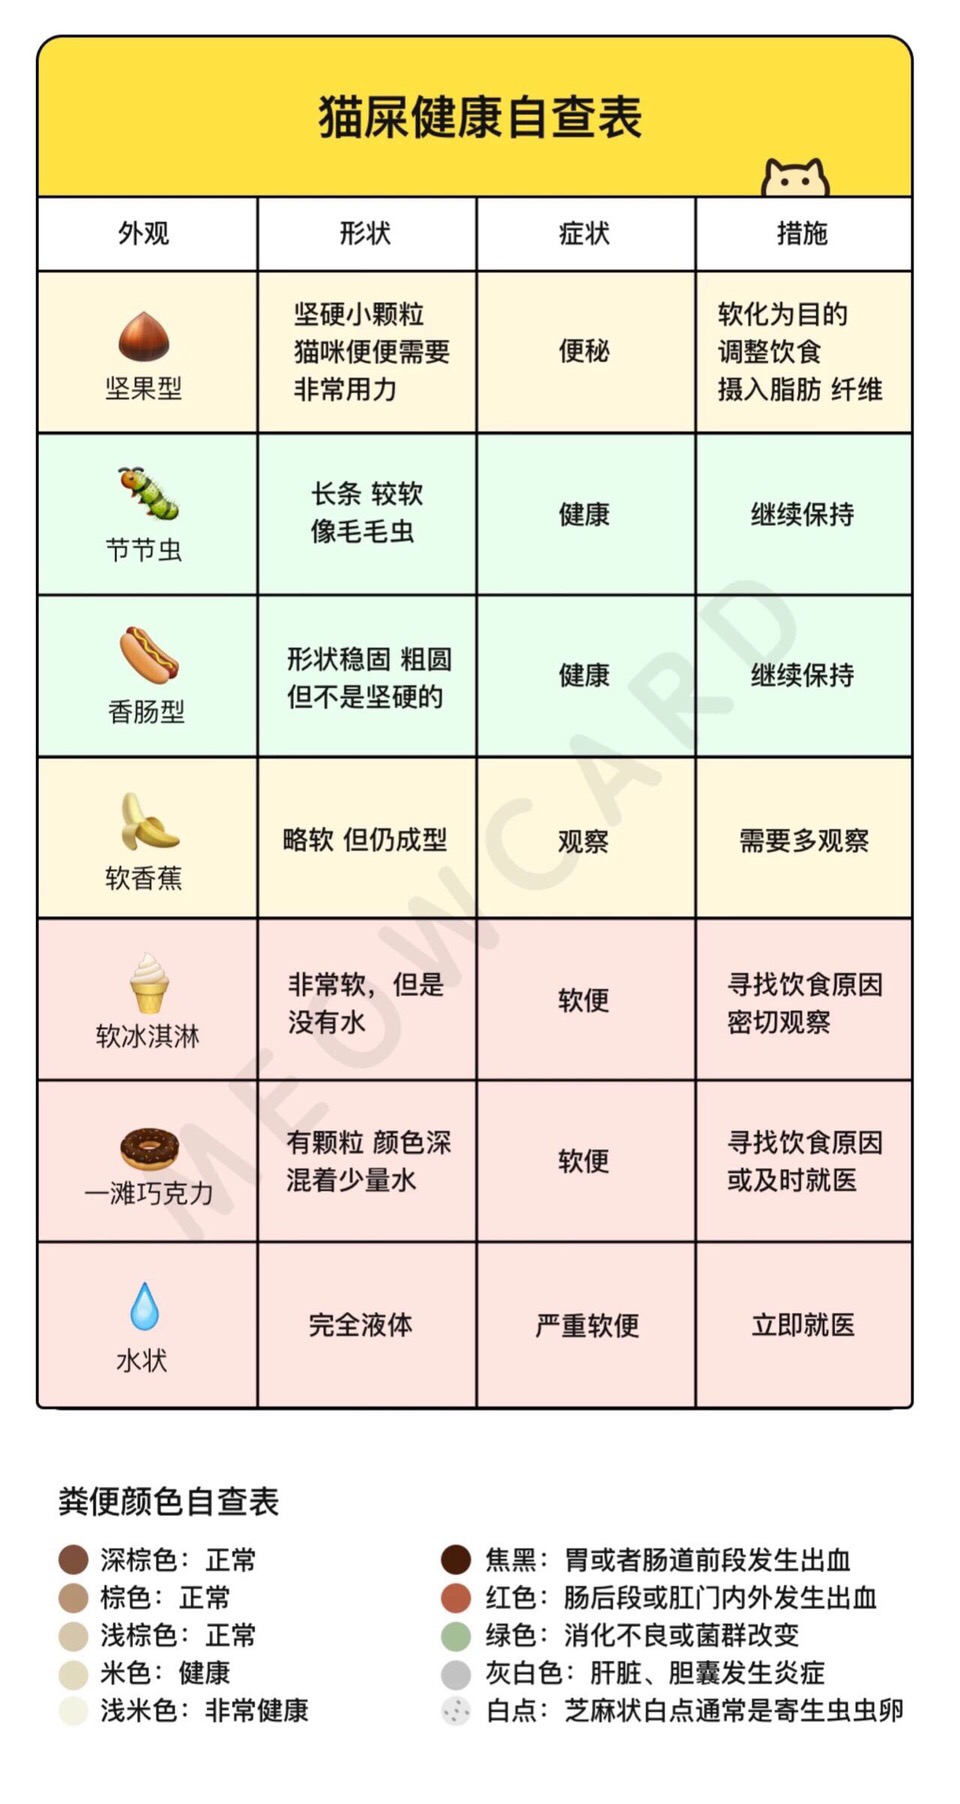 猫屎健康自查表
外观 形状 症状 措施
坚果型
坚硬小颗粒
猫咪便便需要
非常用力
便秘
软化为目的
调整饮食
摄入脂肪 纤维
节节虫
长条 较软
像毛毛虫
健康
继续保持
香肠型
形状稳固 粗圆
但不是坚硬的
健康
继续保持
软香蕉
略软 但仍成型
观察
需要多观察
软冰淇淋
非常软，但是
没有水
软便
寻找饮食原因
密切观察
一滩巧克力
有颗粒 颜色深
混着少量水
软便
寻找饮食原因
或及时就医
水状
完全液体
严重软便
立即就医
MEOWCARD
粪便颜色自查表
深棕色：正常
棕色：正常
浅棕色：正常
米色：健康
浅米色：非常健康
焦黑：胃或者肠道前段发生出血
红色：肠后段或肛门内外发生出血
绿色：消化不良或菌群改变
灰白色：肝脏、胆囊发生炎症
白点：芝麻状白点通常是寄生虫虫卵